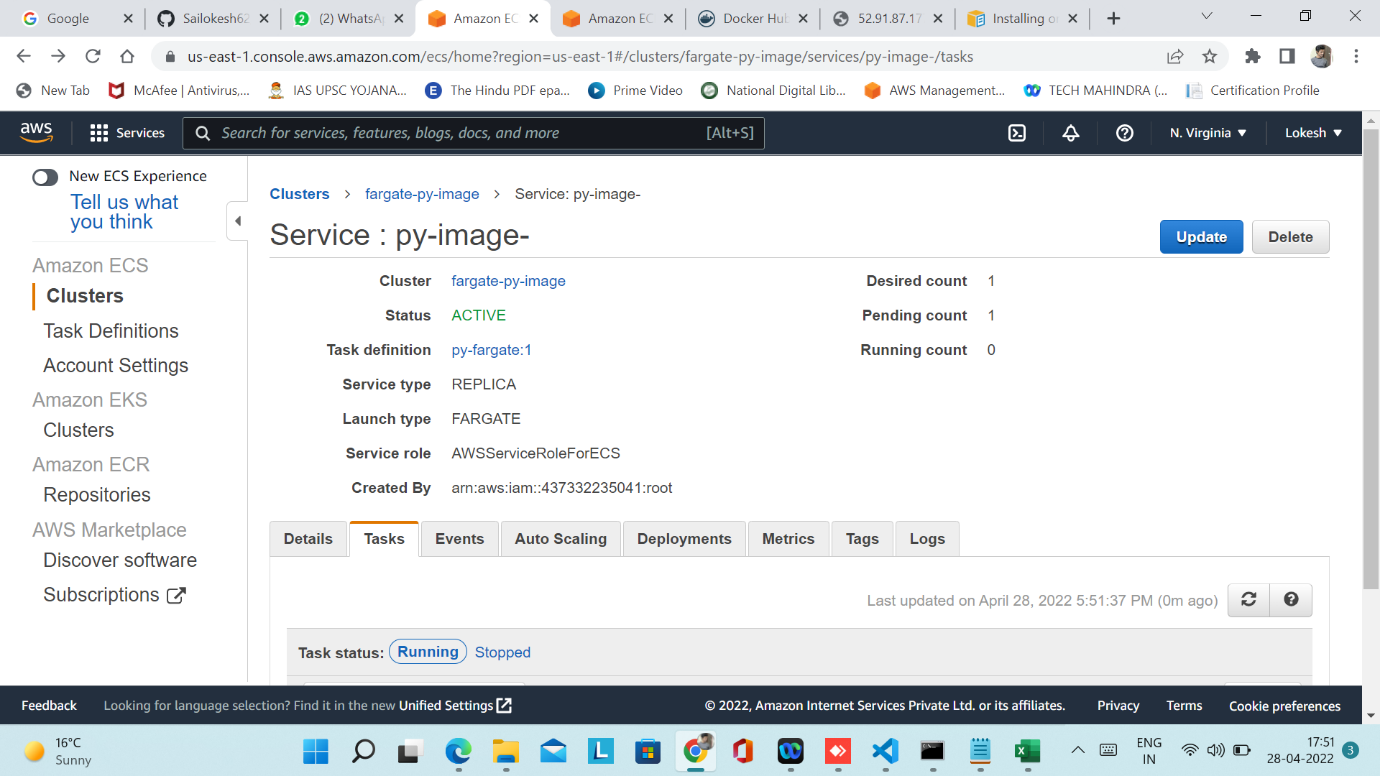 Google
Sailokesh62
(2) WhatsA
Amazon EC
Amazon EC
Docker Hub
52.91.87.17
Installing o
us-east-1.console.aws.amazon.com/ecs/home?region=us-east-1#/clusters/fargate-py-image/services/py-image-/tasks
New Tab
McAfee | Antivirus,...
IAS UPSC YOJANA...
The Hindu PDF epa...
Prime Video
National Digital Lib...
AWS Management...
TECH MAHINDRA (...
Certification Profile
aws
Services
Search for services, features, blogs, docs, and more [Alt+S]
N. Virginia
Lokesh
New ECS Experience
Tell us what
you think
Amazon ECS
Clusters
Task Definitions
Account Settings
Amazon EKS
Clusters
Amazon ECR
Repositories
AWS Marketplace
Discover software
Subscriptions
Clusters > fargate-py-image > Service: py-image-
Service : py-image-
Update
Delete
Cluster fargate-py-image
Status ACTIVE
Task definition py-fargate:1
Service type REPLICA
Launch type FARGATE
Service role AWSServiceRoleForECS
Created By arn:aws:iam::437332235041:root
Desired count 1
Pending count 1
Running count 0
Details
Tasks
Events
Auto Scaling
Deployments
Metrics
Tags
Logs
Last updated on April 28, 2022 5:51:37 PM (0m ago)
Task status: Running Stopped
Feedback
Looking for language selection? Find it in the new Unified Settings
© 2022, Amazon Internet Services Private Ltd. or its affiliates.
Privacy
Terms
Cookie preferences
16°C
Sunny
ENG
IN
17:51
28-04-2022
3